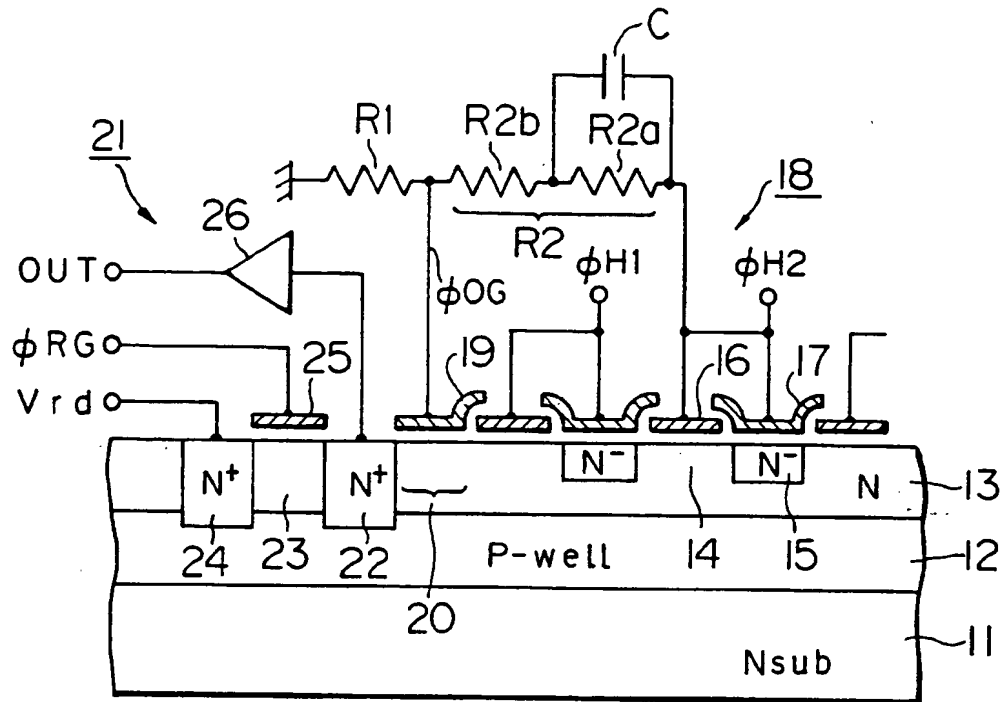 C
R1
R2b
R2a
21
18
26
R2
φH1
φH2
OUT
φOG
φRG
25
19
16
17
Vrd
N⁺
N⁺
N⁻
N⁻
N
13
24
23
22
P-well
14
15
12
20
11
Nsub